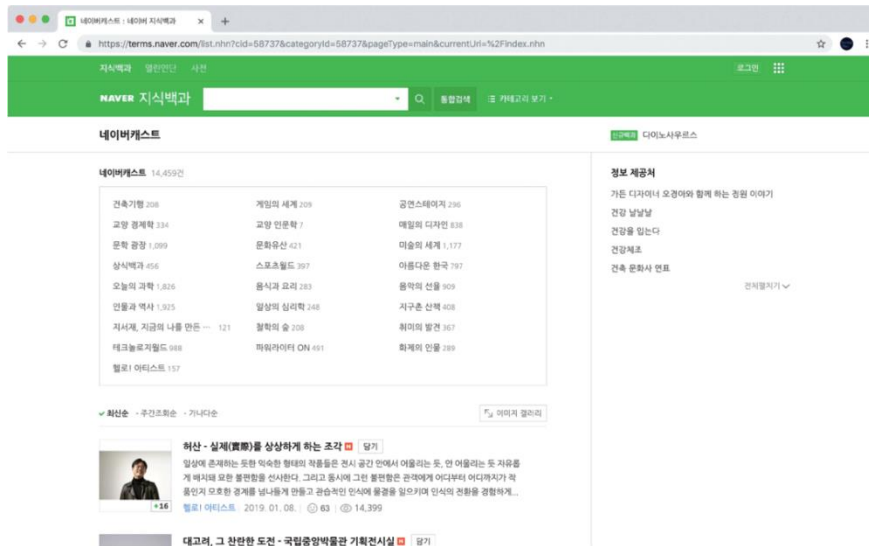 네이버캐스트 : 네이버 지식백과
https://terms.naver.com/list.nhn?cid=58737&categoryId=58737&pageType=main&currentUri=%2Findex.nhn
지식백과 열린연단 사전
로그인
NAVER 지식백과
통합검색
카테고리 보기
네이버캐스트
신규백과 다이노사우르스
네이버캐스트 14,459건
건축기행 208 게임의 세계 209 공연스테이지 296
교양 경제학 334 교양 인문학 7 매일의 디자인 838
문학 광장 1,099 문화유산 421 미술의 세계 1,177
상식백과 456 스포츠월드 397 아름다운 한국 797
오늘의 과학 1,826 음식과 요리 283 음악의 선율 909
인물과 역사 1,925 일상의 심리학 248 지구촌 산책 408
지서재, 지금의 나를 만든 … 121 철학의 숲 208 취미의 발견 367
테크놀로지월드 988 파워라이터 ON 491 화제의 인물 289
헬로! 아티스트 157
정보 제공처
가든 디자이너 오경아와 함께 하는 정원 이야기
건강 날날날
건강을 입는다
건강체조
건축 문화사 연표
전체펼치기
최신순 주간조회순 가나다순
이미지 갤러리
허산 - 실제(實際)를 상상하게 하는 조각 N 담기
일상에 존재하는 듯한 익숙한 형태의 작품들은 전시 공간 안에서 어울리는 듯, 안 어울리는 듯 자유롭
게 배치돼 묘한 불편함을 선사한다. 그리고 동시에 그런 불편함은 관객에게 어디부터 어디까지가 작
품인지 모호한 경계를 넘나들게 만들고 관습적인 인식에 물결을 일으키며 인식의 전환을 경험하게...
+16
헬로! 아티스트 2019. 01. 08. 63 14,399
대고려, 그 찬란한 도전 - 국립중앙박물관 기획전시실 N 담기